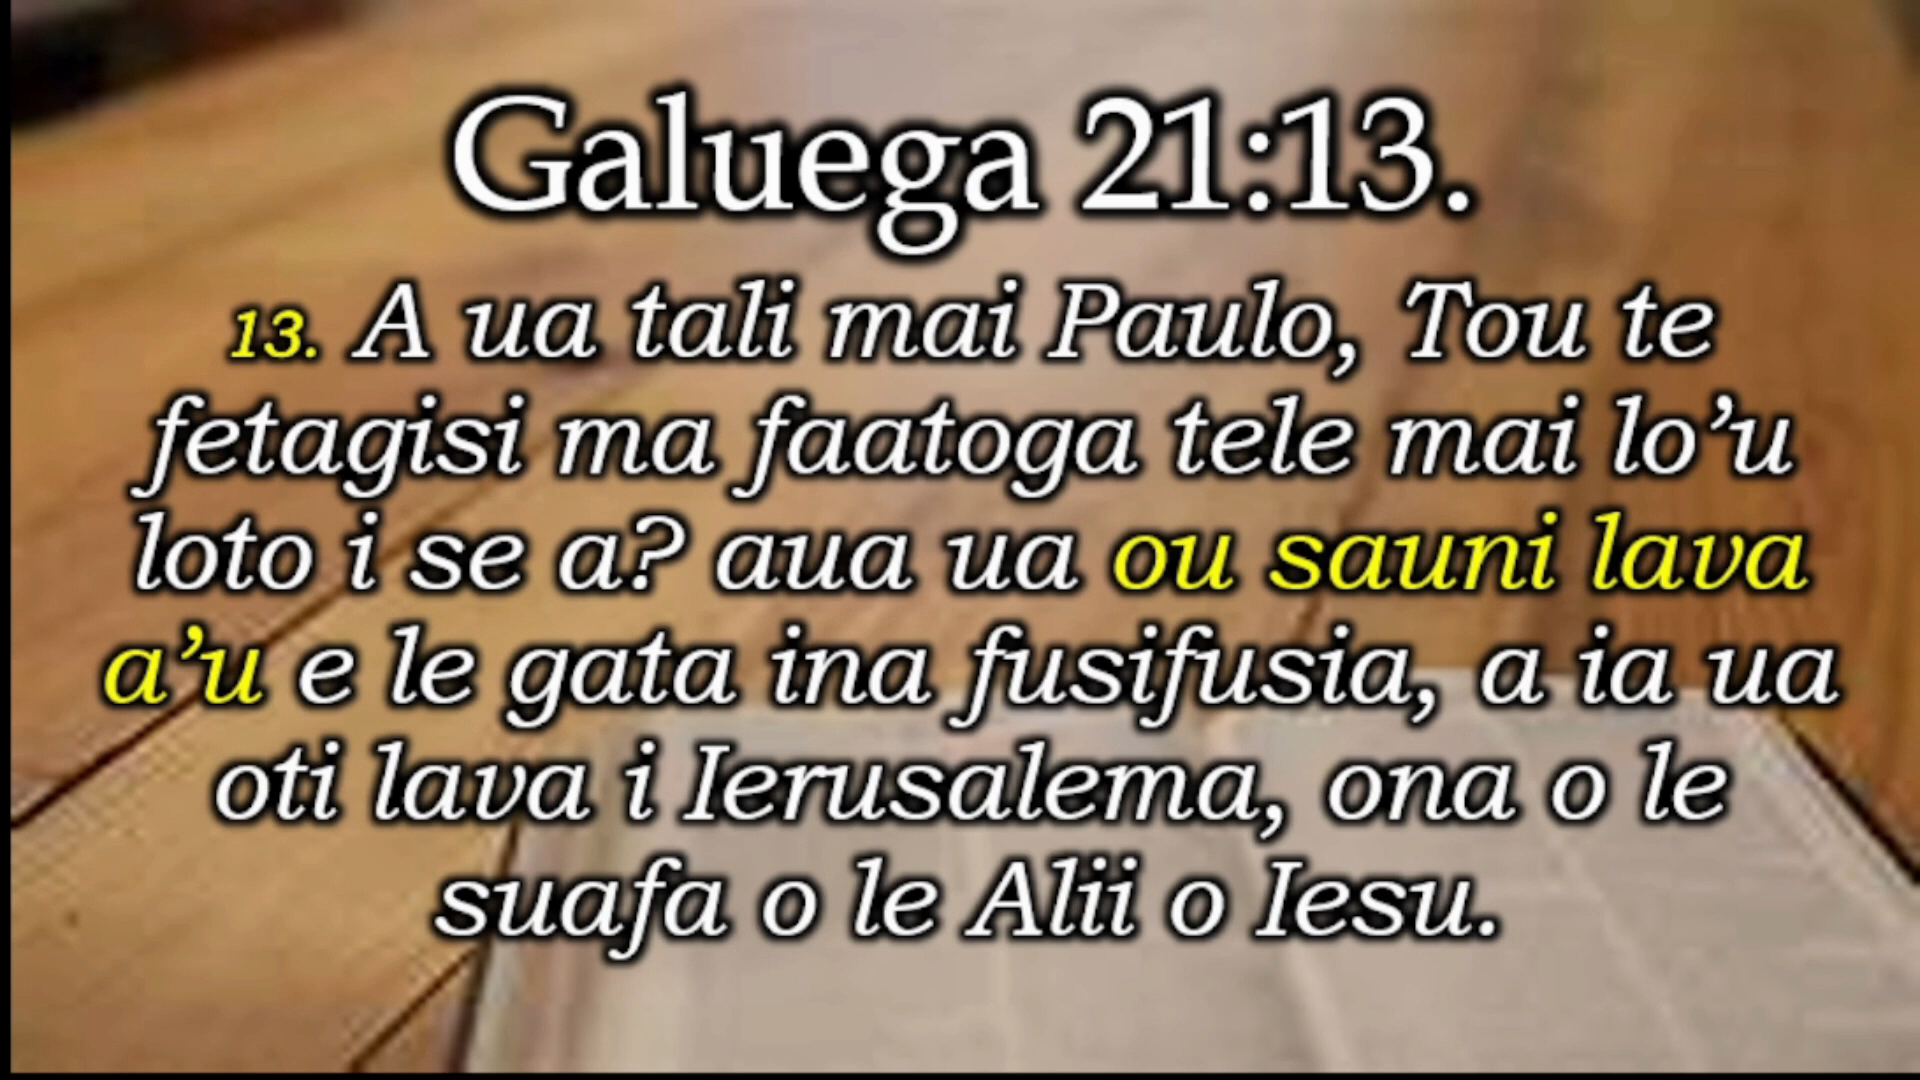 Galuega 21:13.
13. A ua tali mai Paulo, Tou te
fetagisi ma faatoga tele mai lo’u
loto i se a? aua ua ou sauni lava
a’u e le gata ina fusifusia, a ia ua
oti lava i Ierusalema, ona o le
suafa o le Alii o Iesu.